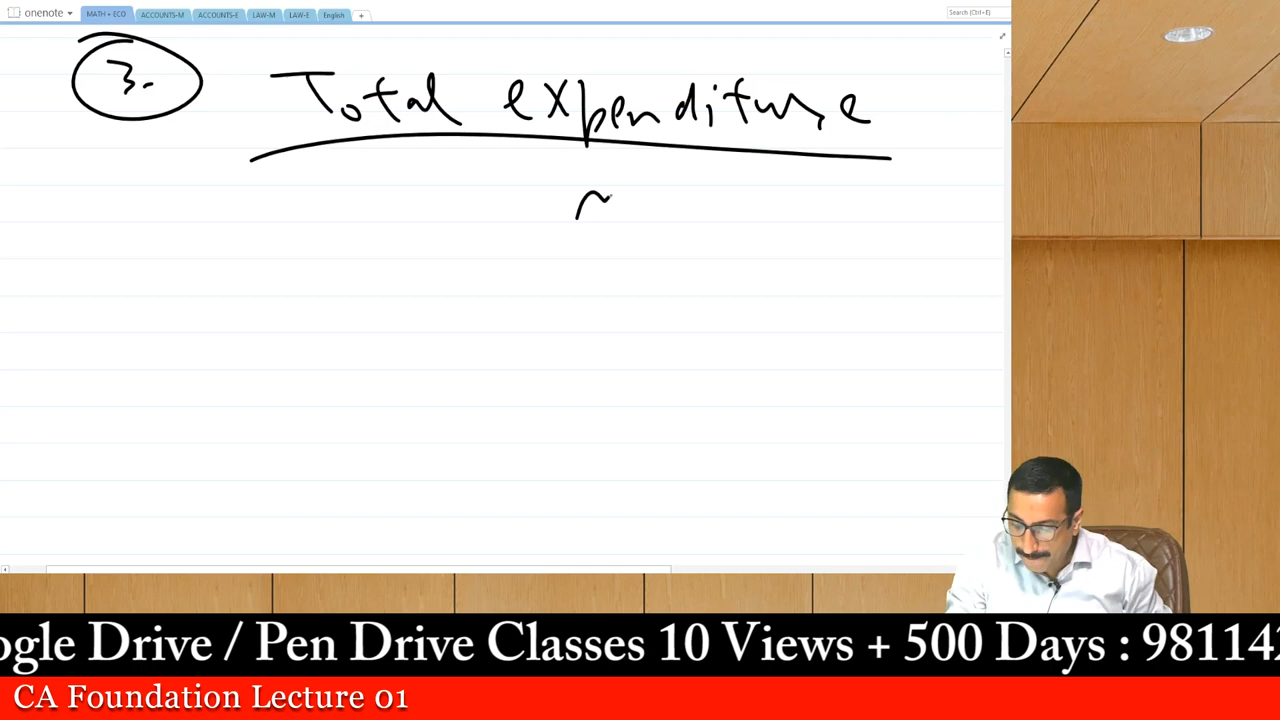 onenote
MATH + ECO
ACCOUNTS-M
ACCOUNTS-E
LAW-M
LAW-E
English
+
Search (Ctrl+E)
3.
Total expenditure
ogle Drive / Pen Drive Classes 10 Views + 500 Days : 98114
CA Foundation Lecture 01